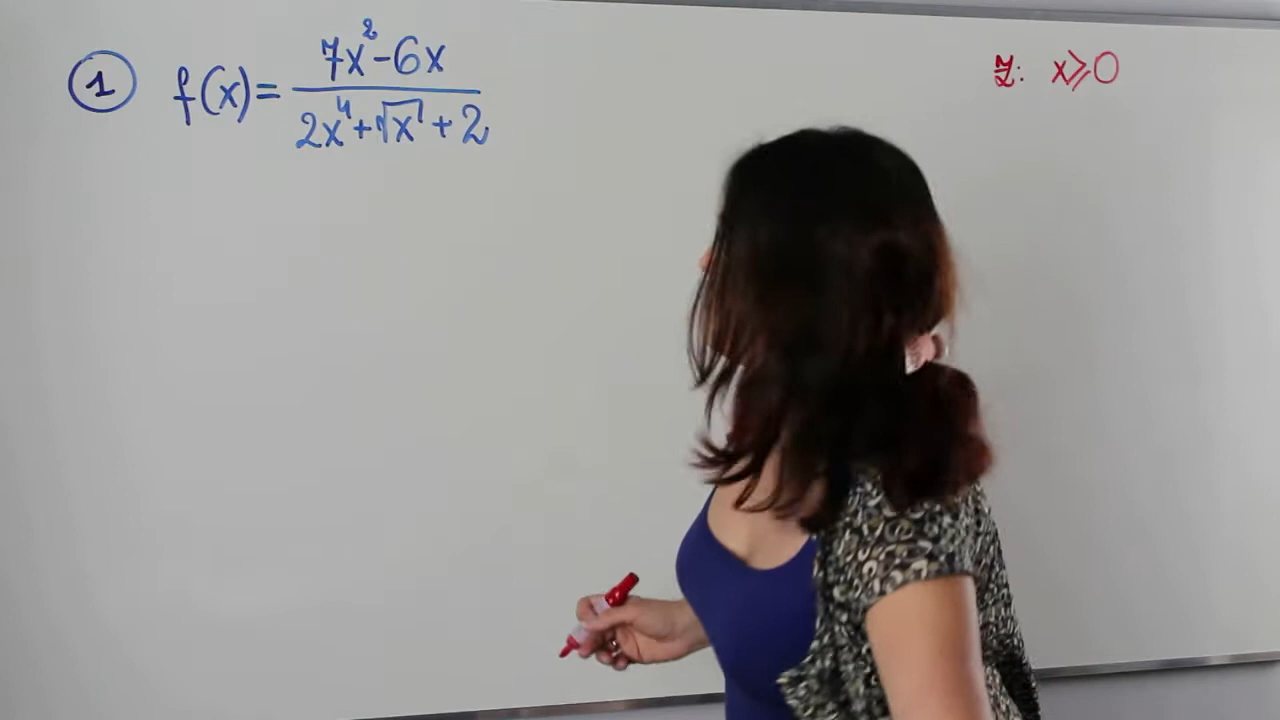 ① f(x)= (7x²-6x)/(2x⁴+√x+2)
Z: x⩾0